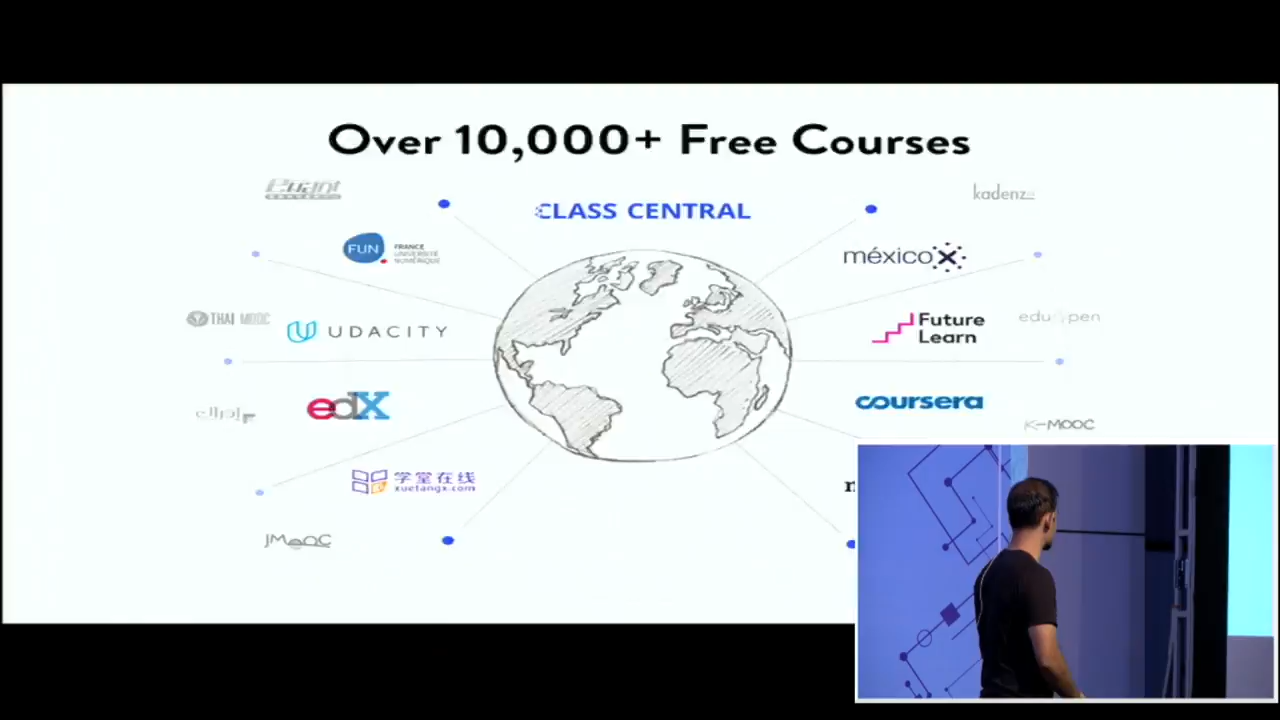 Over 10,000+ Free Courses
CLASS CENTRAL
kadenze
FUN
FRANCE
UNIVERSITÉ
NUMÉRIQUE
méxicoX
THAI MOOC
UDACITY
Future
Learn
eduopen
edX
coursera
K-MOOC
学堂在线
xuetangx.com
JMOOC